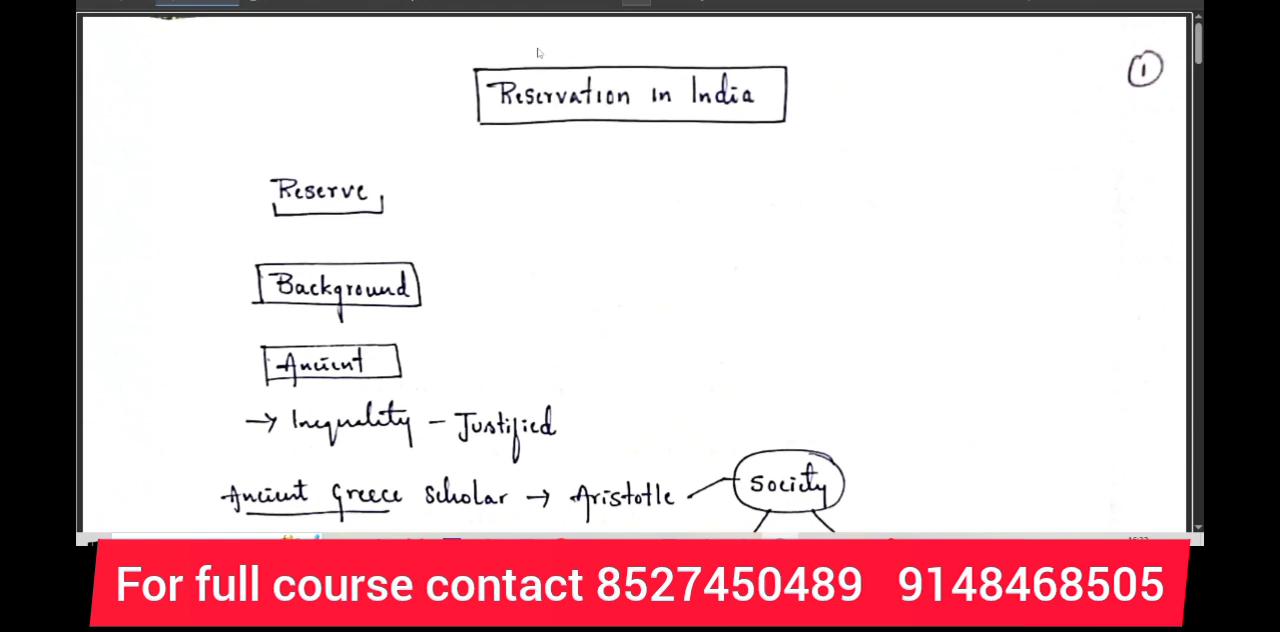 Reservation in India
1
Reserve
Background
Ancient
→ Inequality – Justified
Ancient Greece Scholar → Aristotle
Society
For full course contact 8527450489 9148468505